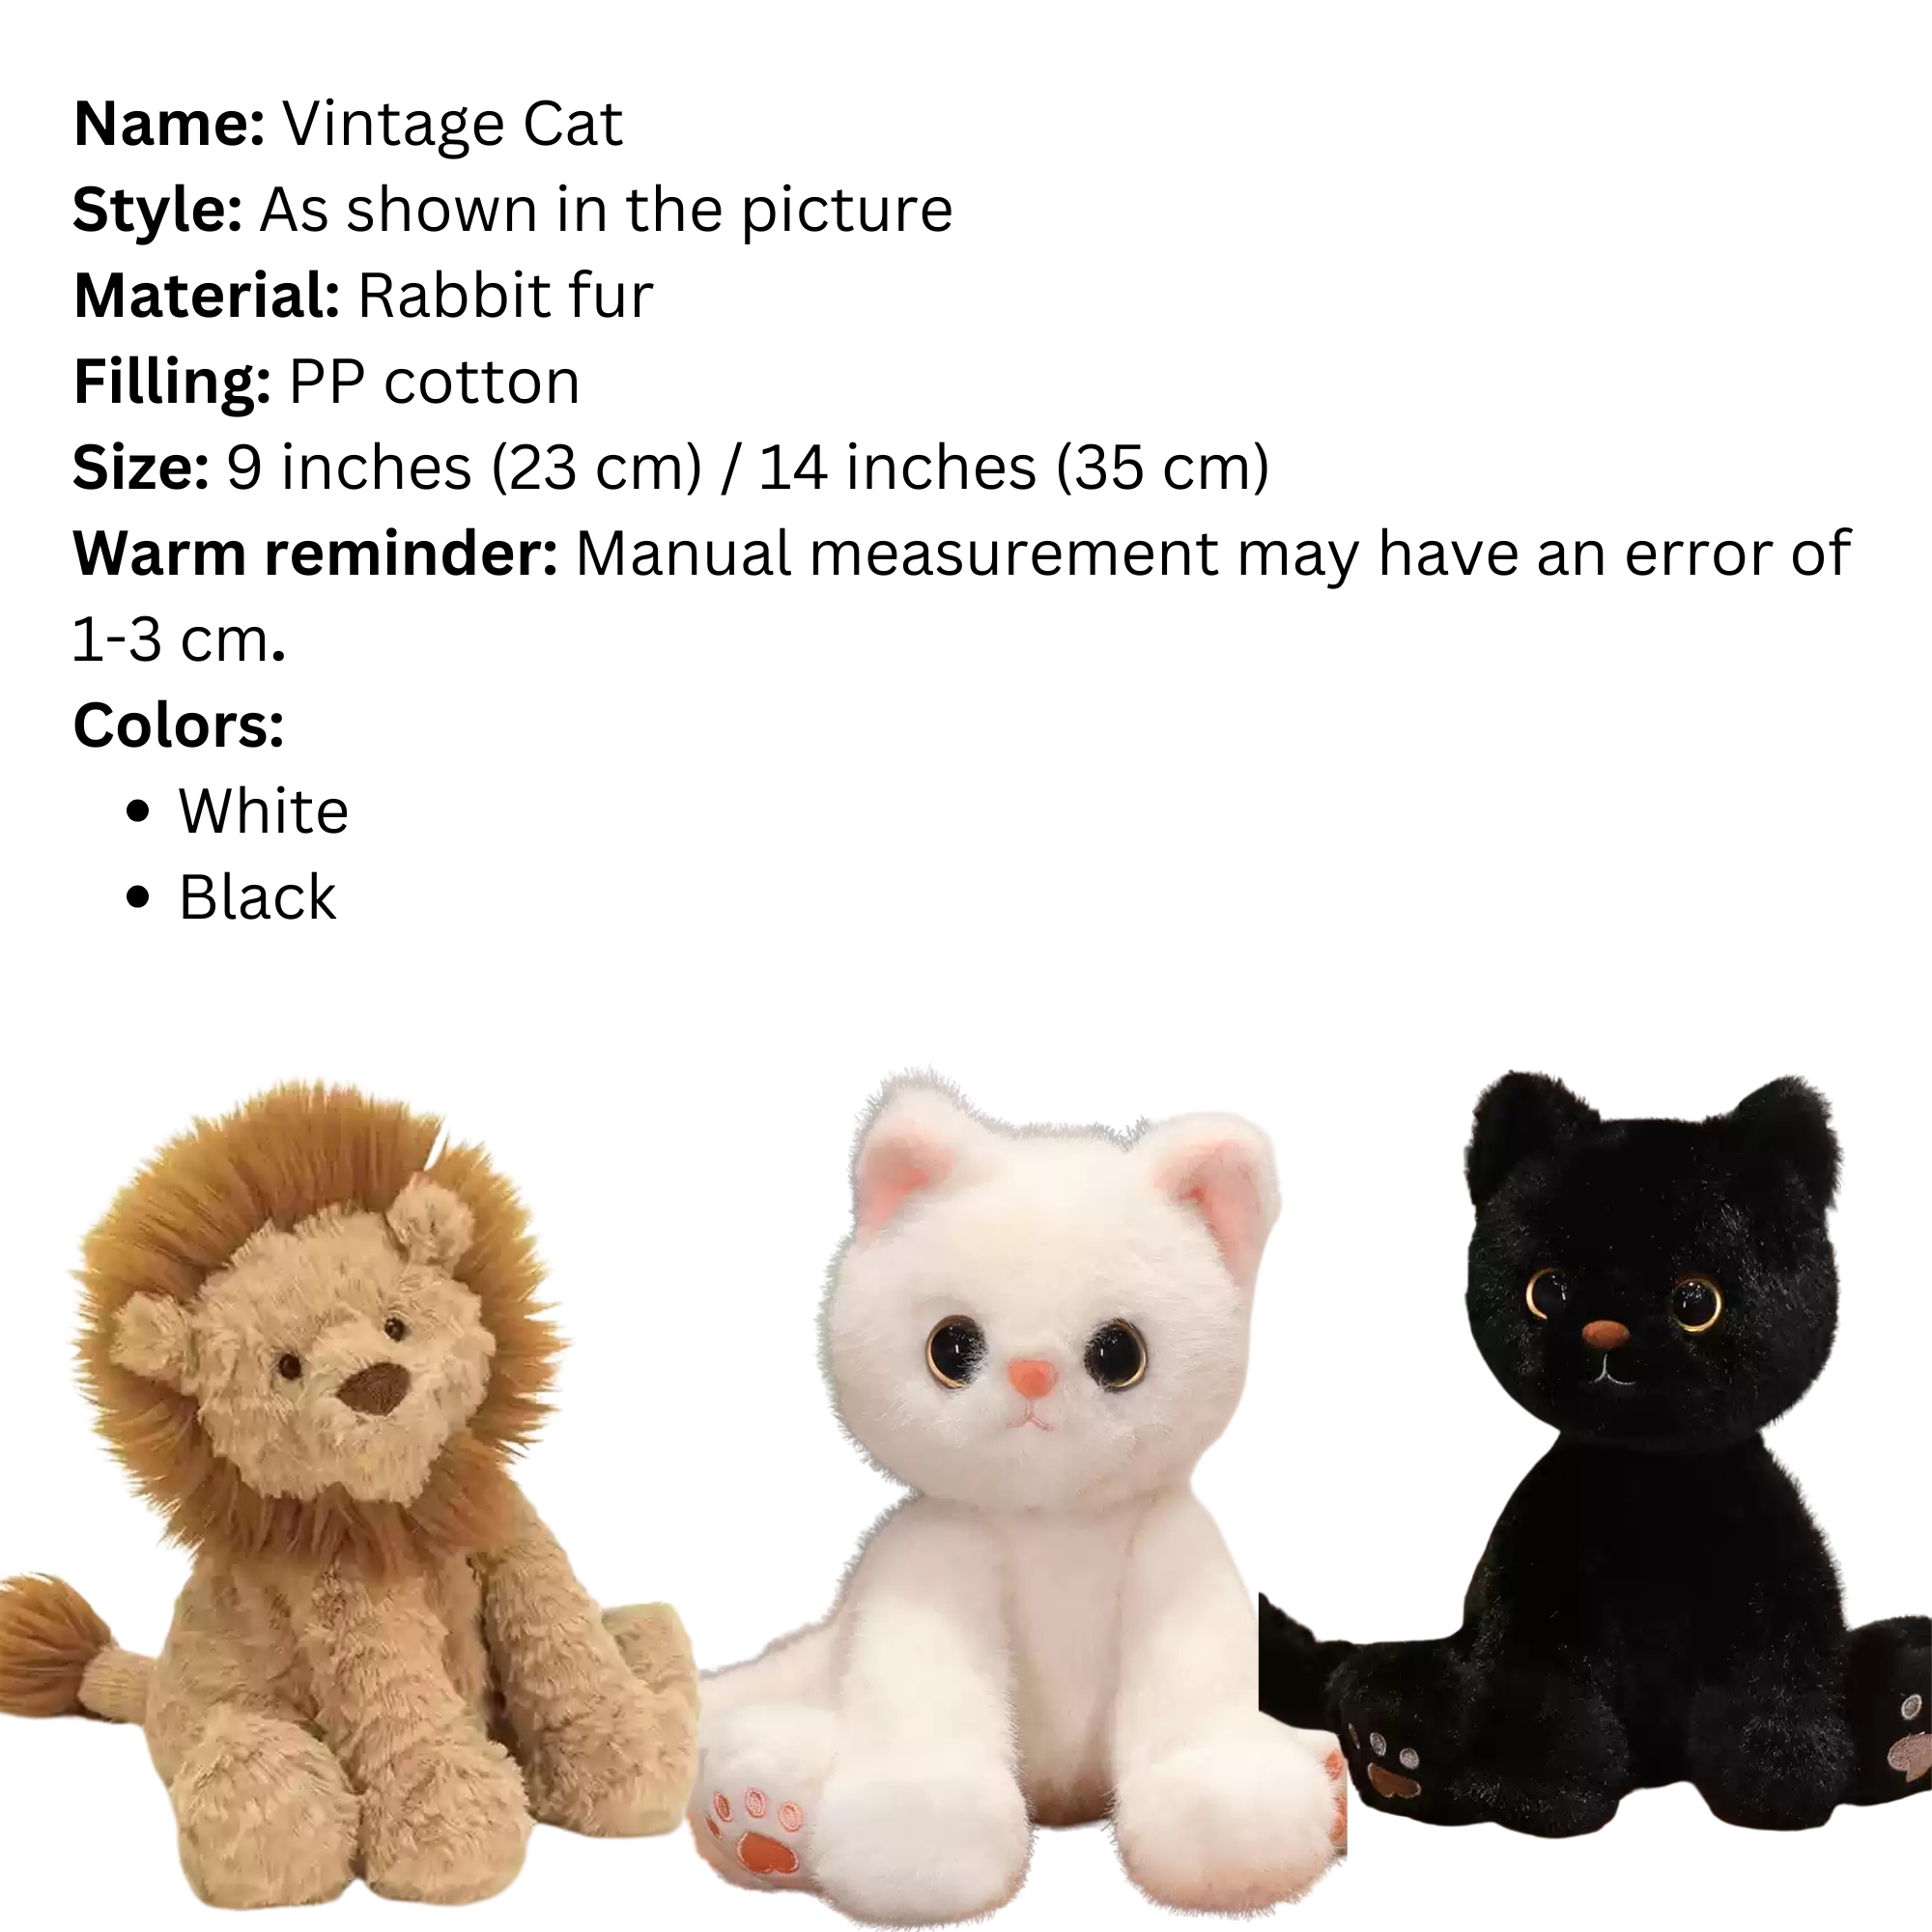 Name: Vintage Cat
Style: As shown in the picture
Material: Rabbit fur
Filling: PP cotton
Size: 9 inches (23 cm) / 14 inches (35 cm)
Warm reminder: Manual measurement may have an error of
1-3 cm.
Colors:
• White
• Black